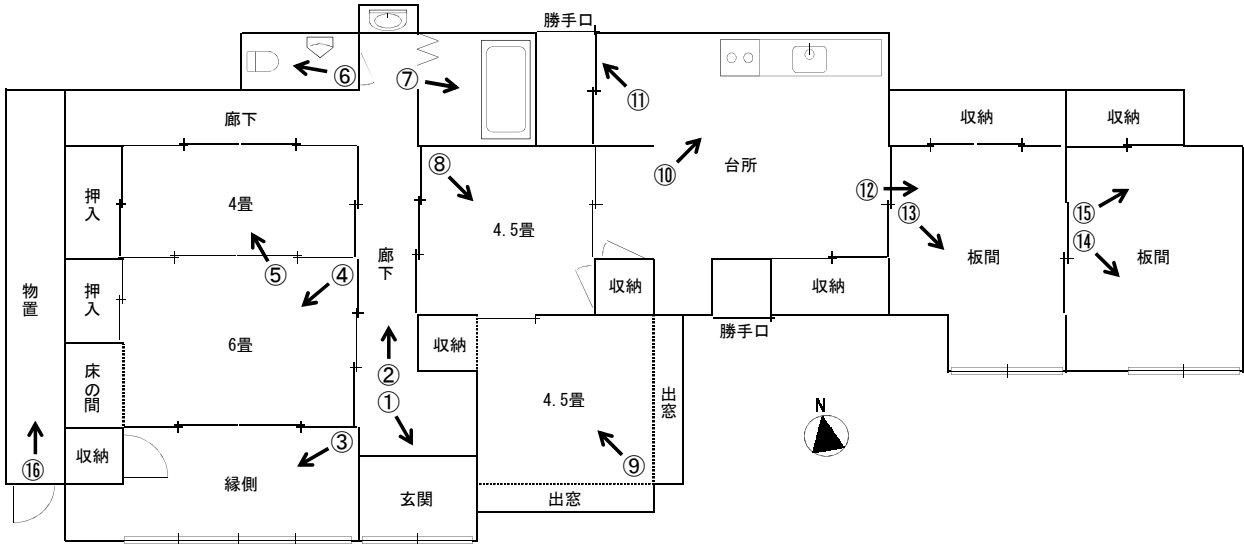 勝手口
⑥
⑦
⑪
廊下
収納
収納
⑧
⑩
台所
押入
4畳
⑫
⑬
⑮
⑭
4.5畳
廊下
⑤
④
板間
板間
物置
押入
収納
収納
6畳
収納
勝手口
床の間
②
①
4.5畳
出窓
N
③
⑨
⑯
収納
縁側
玄関
出窓